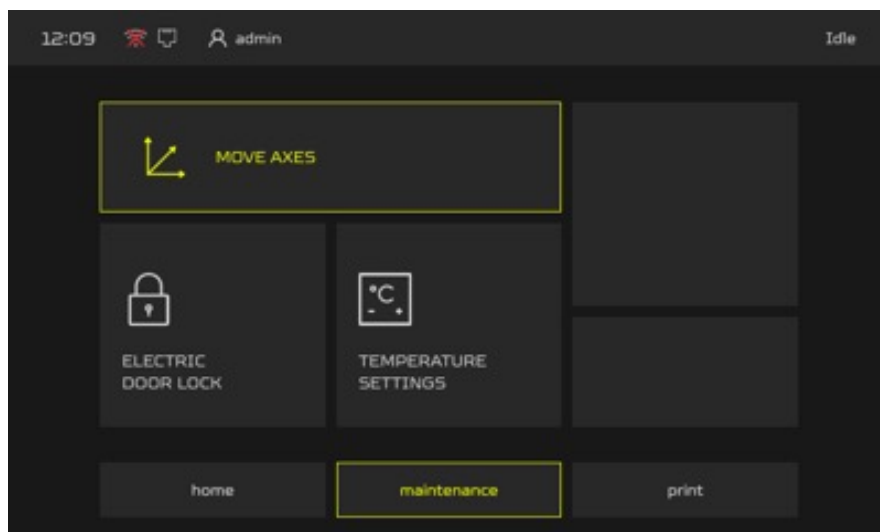 12:09 admin Idle
MOVE AXES
°C
- +
ELECTRIC
DOOR LOCK
TEMPERATURE
SETTINGS
home maintenance print